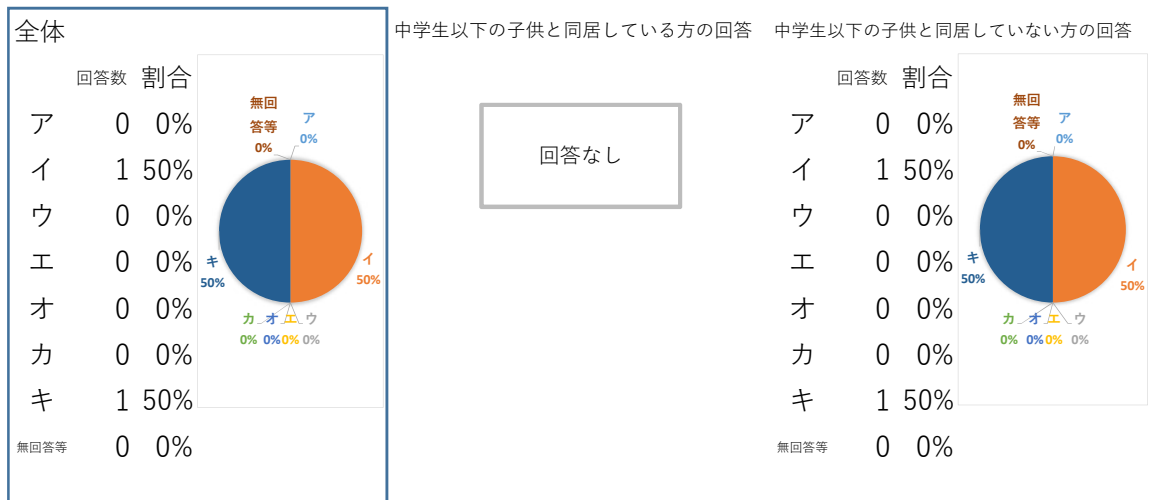 全体
回答数 割合
ア 0 0%
イ 1 50%
ウ 0 0%
エ 0 0%
オ 0 0%
カ 0 0%
キ 1 50%
無回答等 0 0%
無回
答等
0%
ア
0%
イ
50%
キ
50%
カ オ エ ウ
0% 0% 0% 0%
中学生以下の子供と同居している方の回答
回答なし
中学生以下の子供と同居していない方の回答
回答数 割合
ア 0 0%
イ 1 50%
ウ 0 0%
エ 0 0%
オ 0 0%
カ 0 0%
キ 1 50%
無回答等 0 0%
無回
答等
0%
ア
0%
イ
50%
キ
50%
カ オ エ ウ
0% 0% 0% 0%